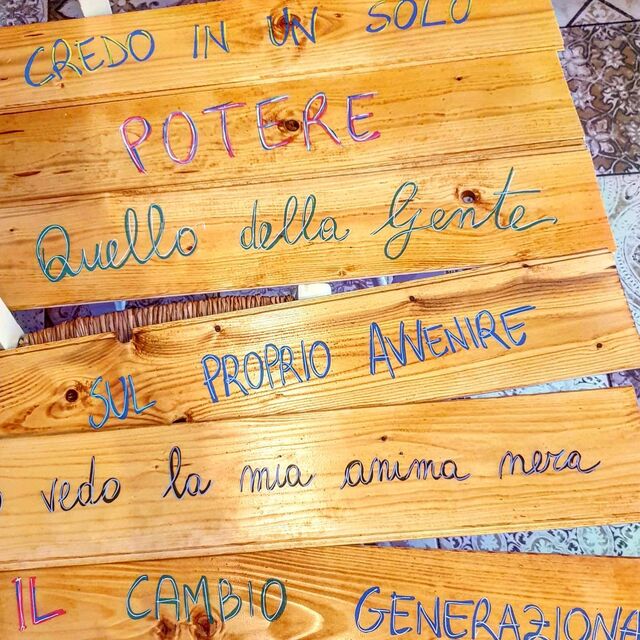 CREDO IN UN SOLO
POTERE
Quello della Gente
SUL PROPRIO AVVENIRE
vedo la mia anima nera
IL CAMBIO GENERAZIONA